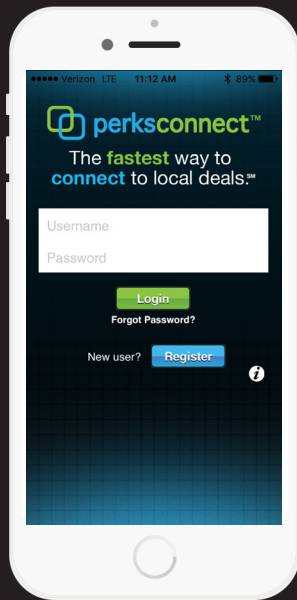 Verizon LTE 11:12 AM 89%
perksconnect™
The fastest way to
connect to local deals.℠
Username
Password
Login
Forgot Password?
New user? Register
i